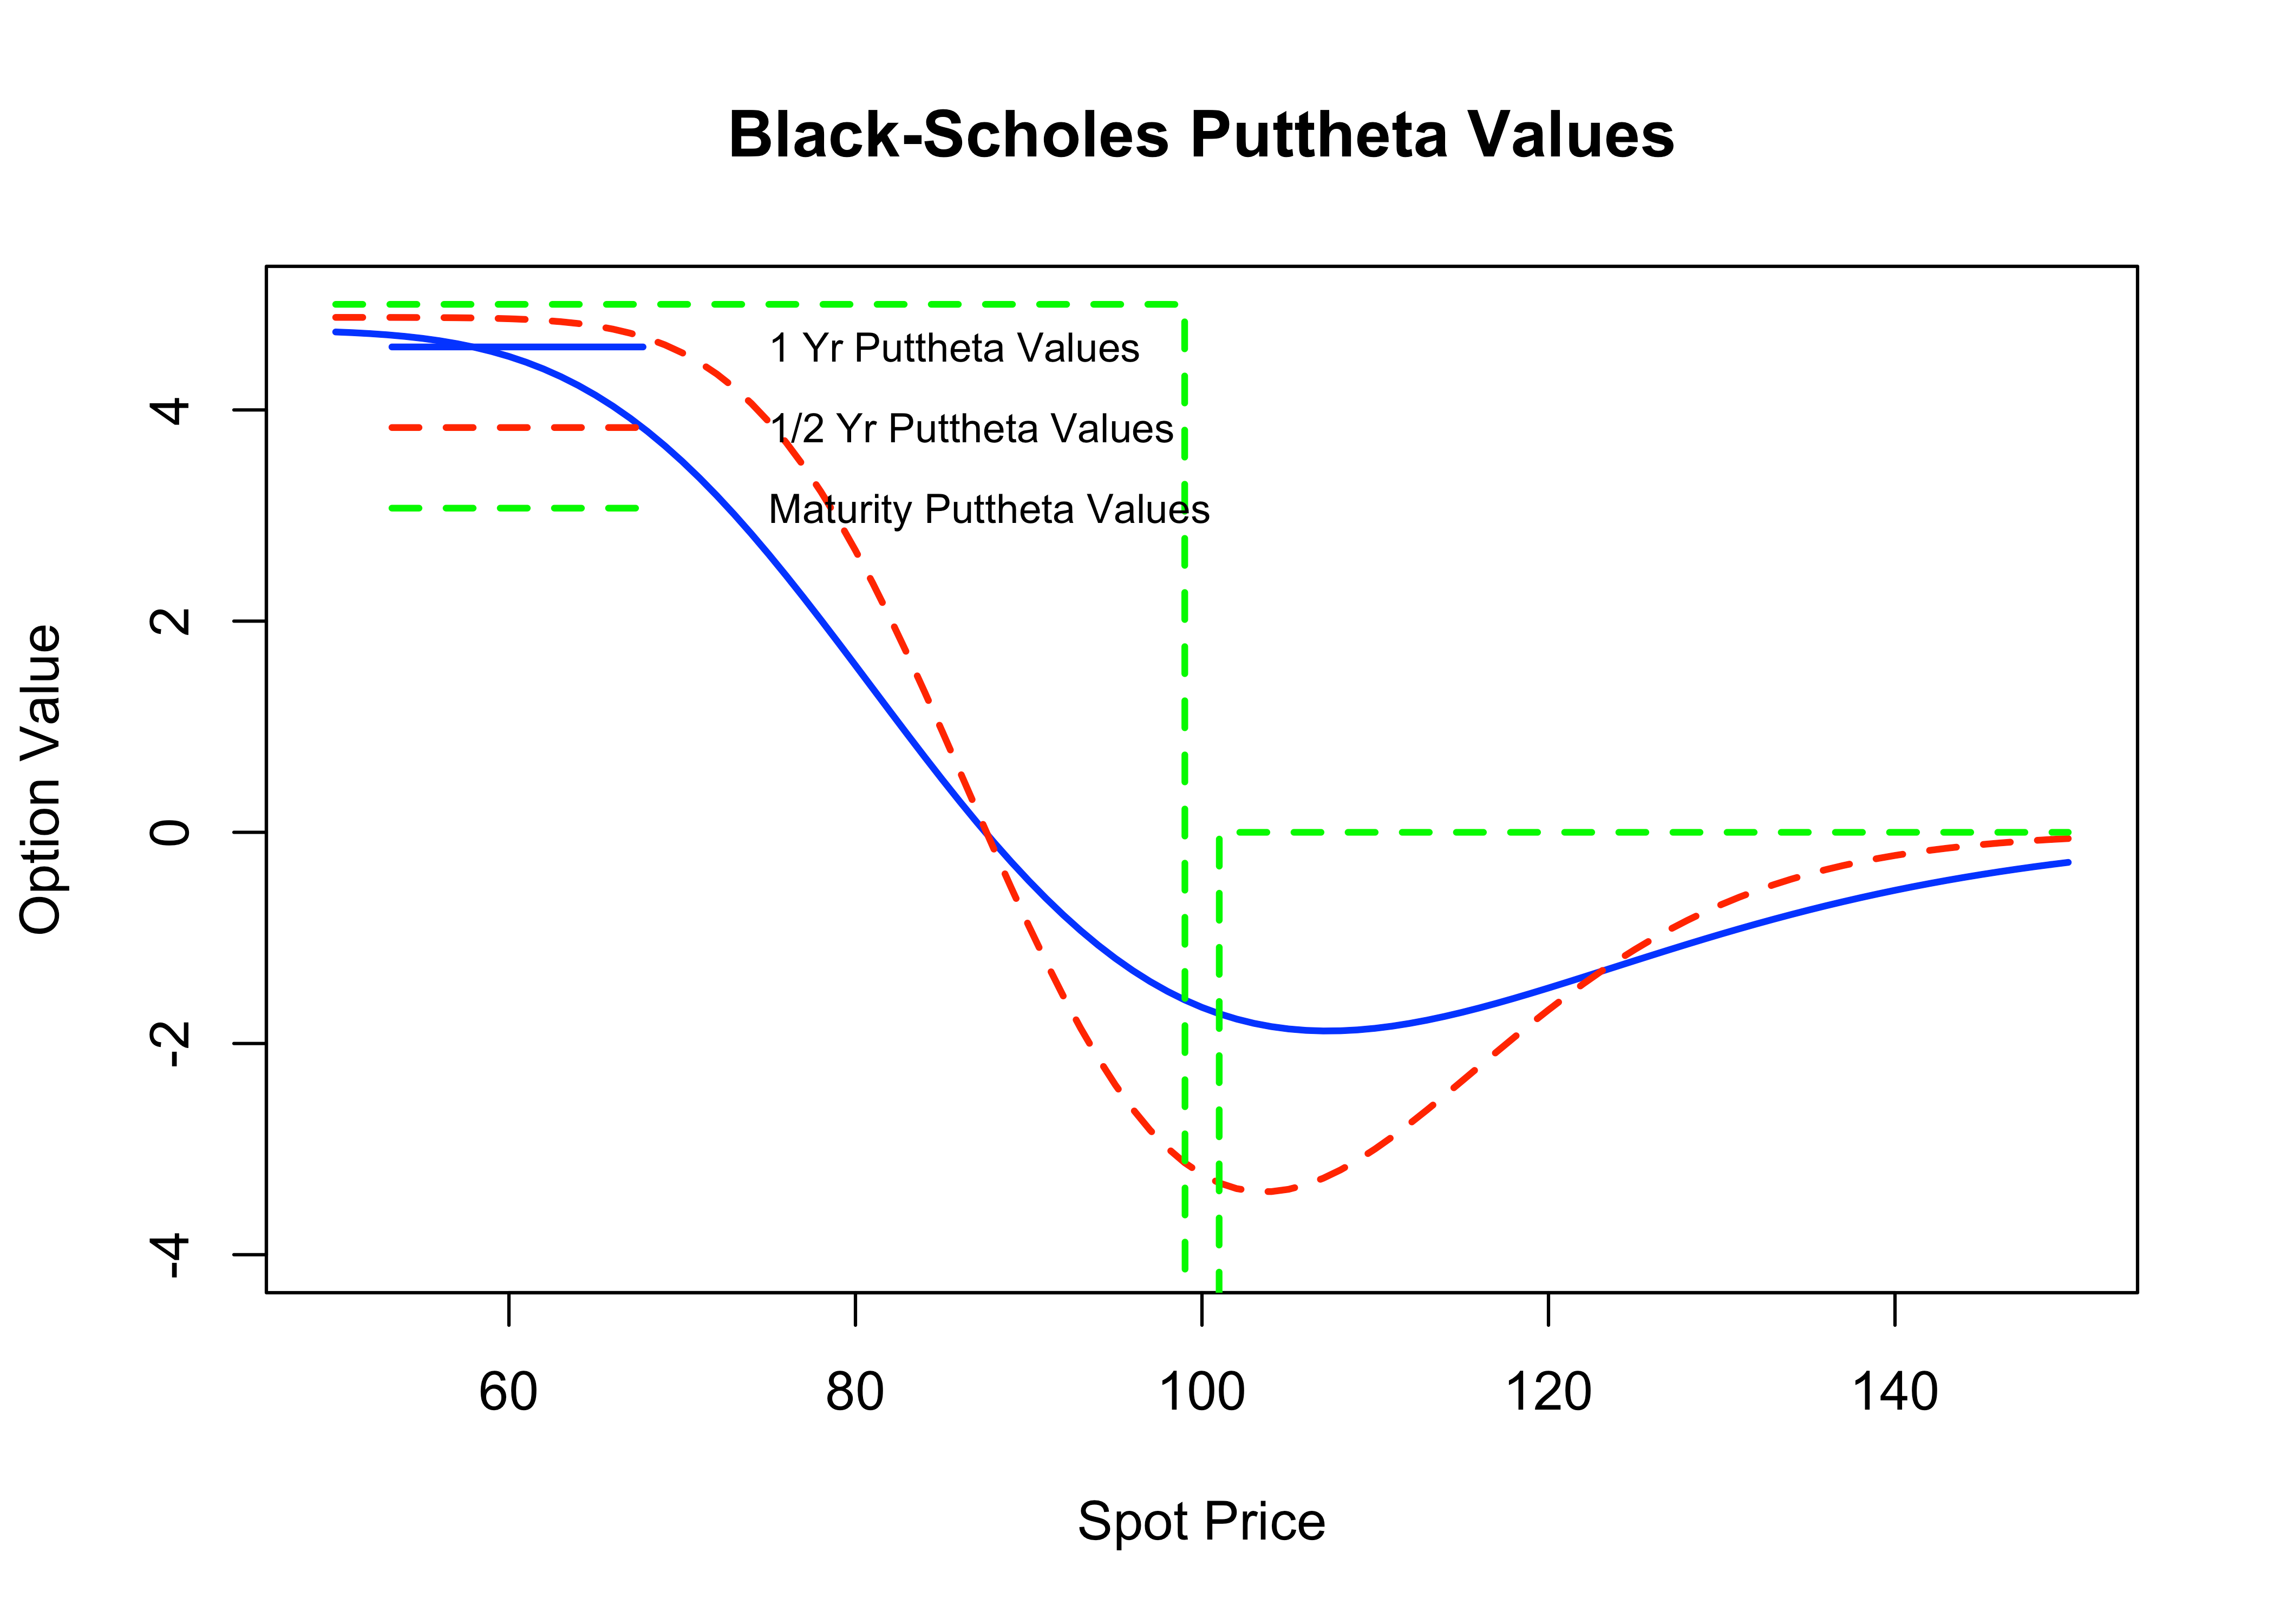 Black-Scholes Puttheta Values
1 Yr Puttheta Values
1/2 Yr Puttheta Values
Maturity Puttheta Values
Option Value
4
2
0
-2
-4
60 80 100 120 140
Spot Price